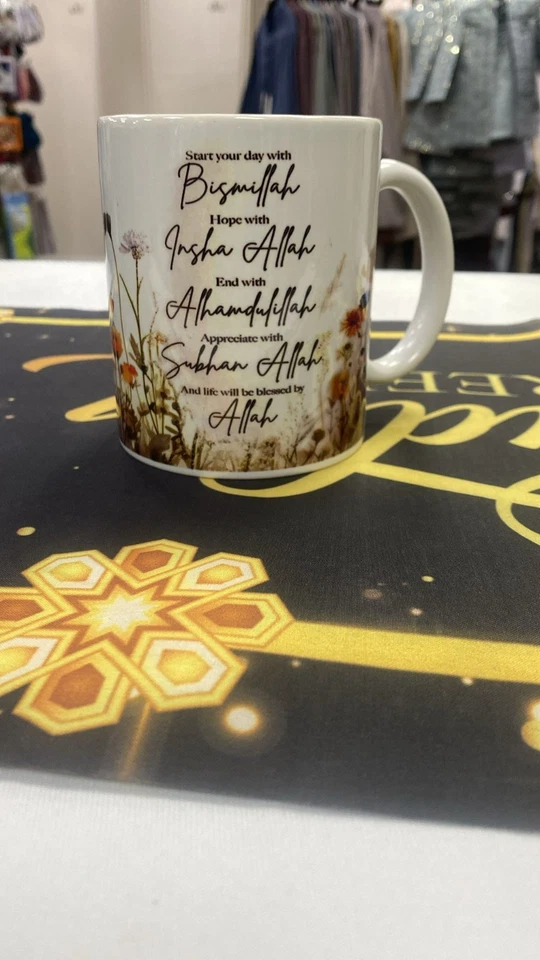 Start your day with
Bismillah
Hope with
Insha Allah
End with
Alhamdulillah
Appreciate with
Subhan Allah
And life will be blessed by
Allah